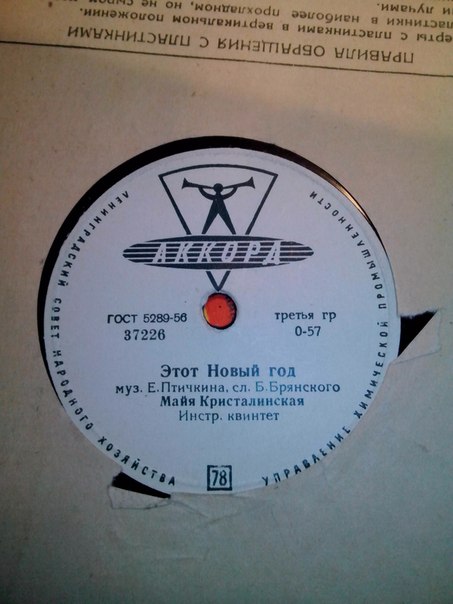 ПРАВИЛА ОБРАЩЕНИЯ С ПЛАСТИНКАМИ
с пластинками в вертикальном положении.
пластинки в наиболее прохладном, но не сыром
лучами
АККОРД
ЛЕНИНГРАДСКИЙ СОВЕТ НАРОДНОГО ХОЗЯЙСТВА
УПРАВЛЕНИЕ ХИМИЧЕСКОЙ ПРОМЫШЛЕННОСТИ
ГОСТ 5289-56 третья гр
37226 0-57
Этот Новый год
муз. Е. Птичкина, сл. Б. Брянского
Майя Кристалинская
Инстр. квинтет
78